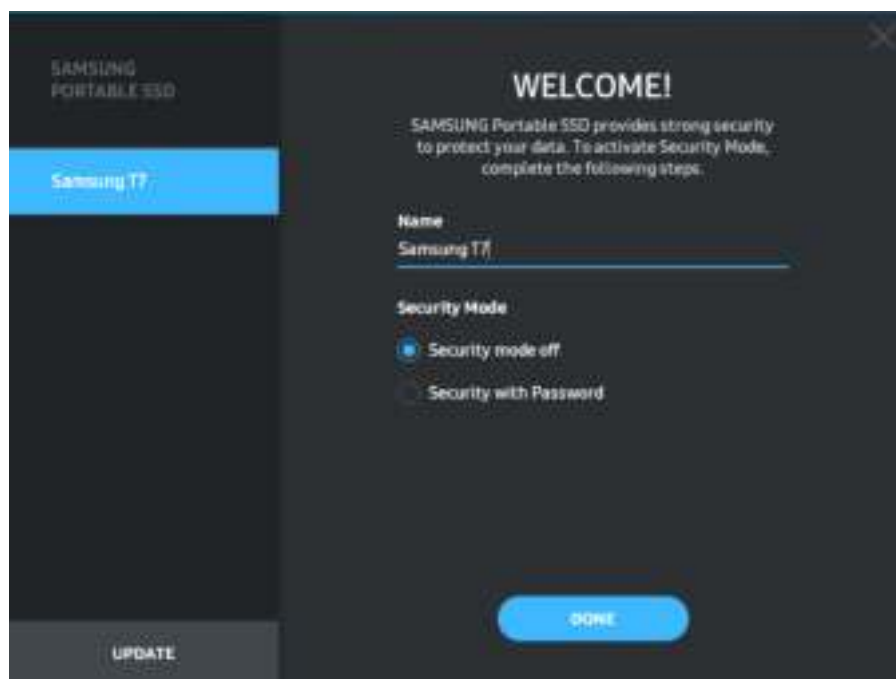 SAMSUNG
PORTABLE SSD
Samsung T7
UPDATE
WELCOME!
SAMSUNG Portable SSD provides strong security
to protect your data. To activate Security Mode,
complete the following steps.
Name
Samsung T7
Security Mode
Security mode off
Security with Password
DONE